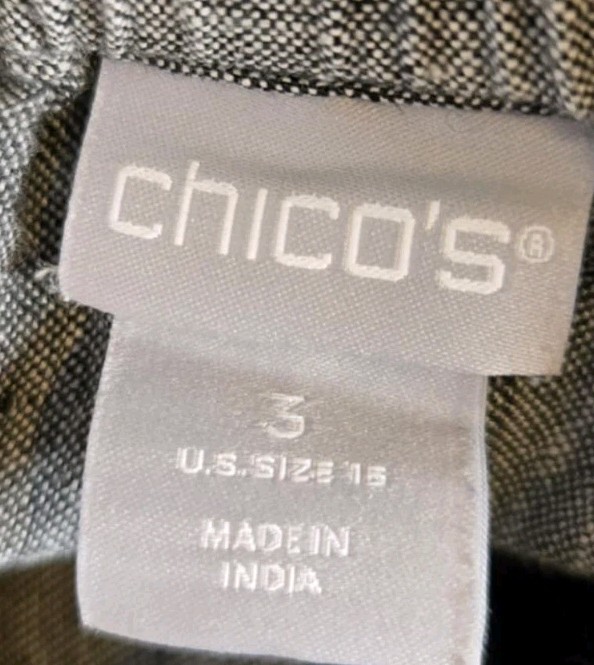 chico's®
3
U.S. SIZE 16
MADE IN
INDIA